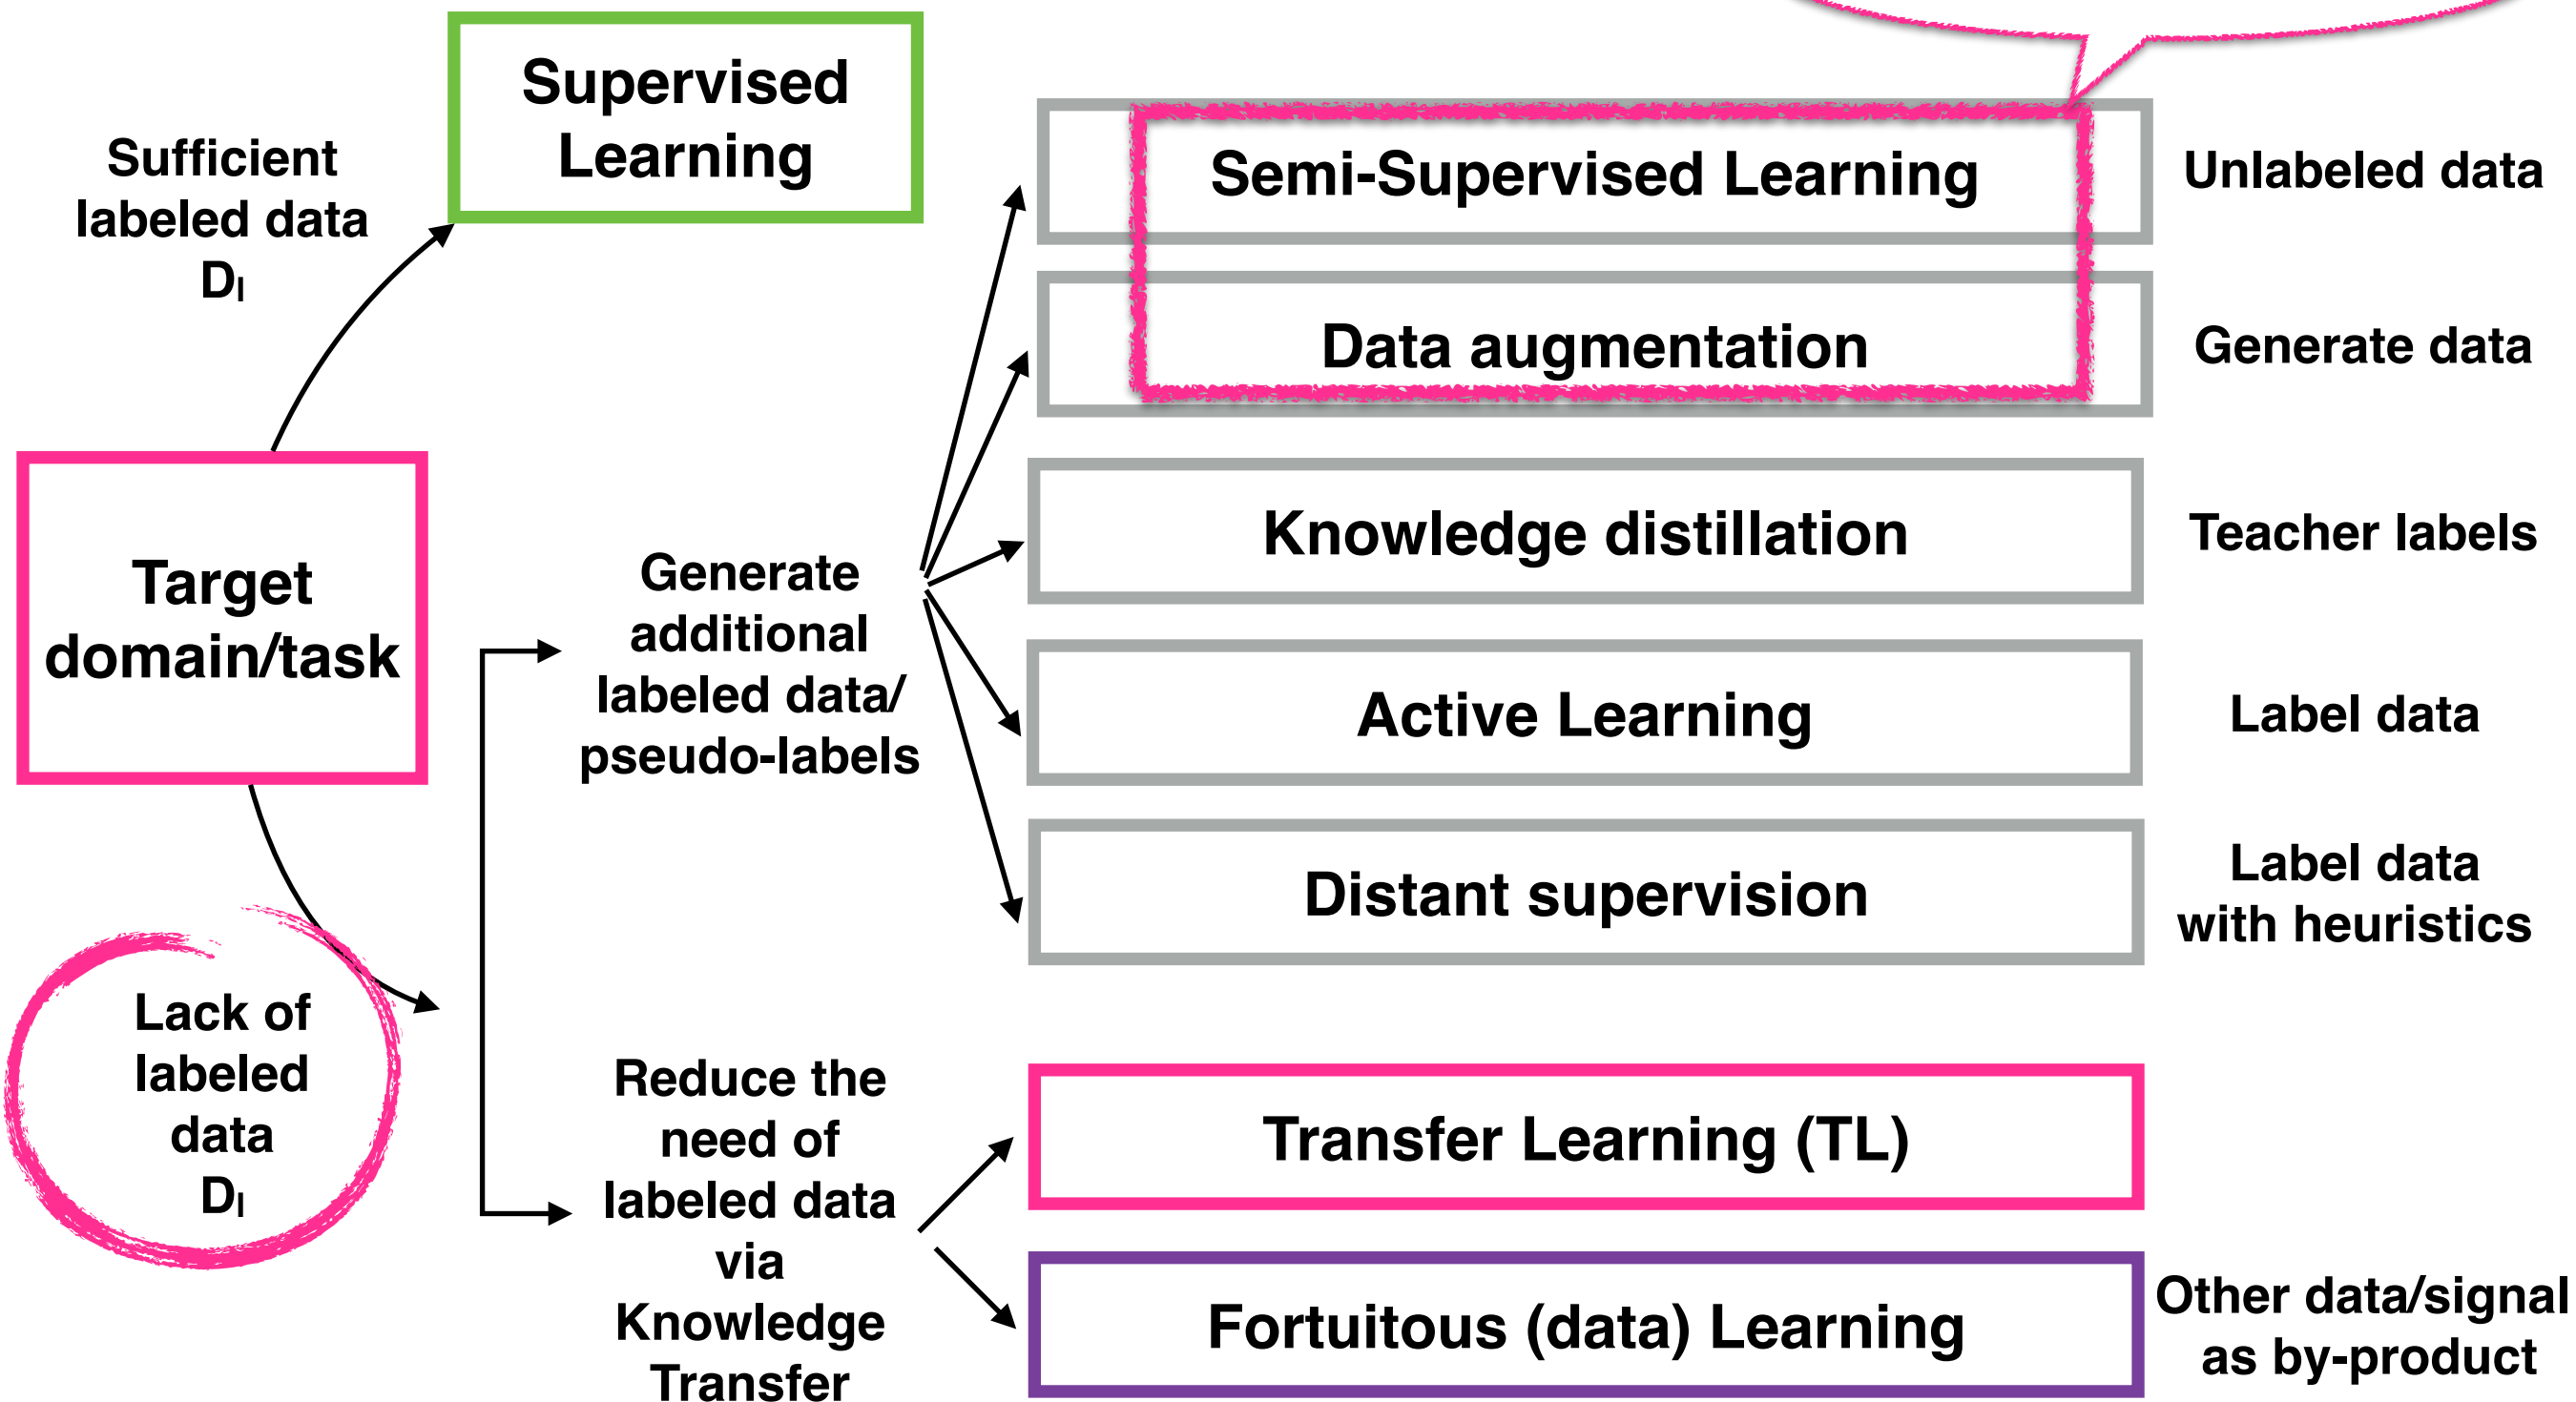 Supervised
Learning
Sufficient
labeled data
Dl
Semi-Supervised Learning
Unlabeled data
Data augmentation
Generate data
Target
domain/task
Generate
additional
labeled data/
pseudo-labels
Knowledge distillation
Teacher labels
Active Learning
Label data
Distant supervision
Label data
with heuristics
Lack of
labeled
data
Dl
Reduce the
need of
labeled data
via
Knowledge
Transfer
Transfer Learning (TL)
Fortuitous (data) Learning
Other data/signal
as by-product